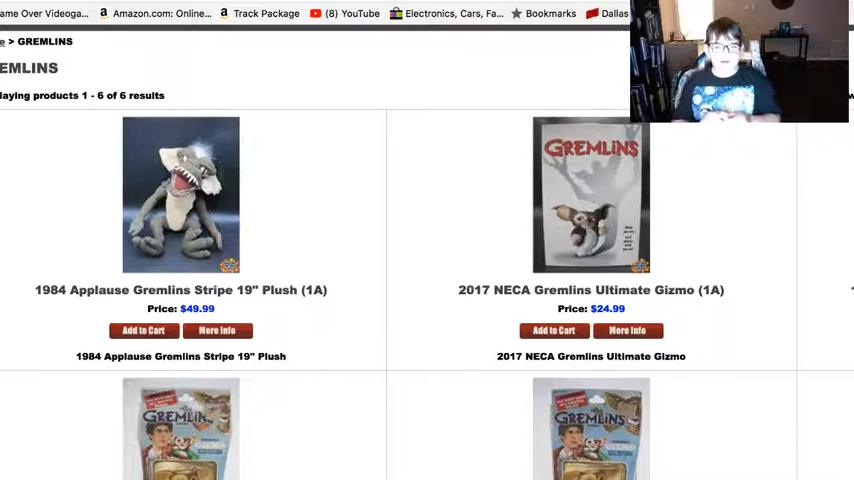 ame Over Videoga... Amazon.com: Online... Track Package (8) YouTube Electronics, Cars, Fa... Bookmarks Dallas
e > GREMLINS
EMLINS
laying products 1 - 6 of 6 results
GREMLINS
1984 Applause Gremlins Stripe 19" Plush (1A)
2017 NECA Gremlins Ultimate Gizmo (1A)
Price: $49.99
Price: $24.99
Add to Cart More Info
Add to Cart More Info
1984 Applause Gremlins Stripe 19" Plush
2017 NECA Gremlins Ultimate Gizmo
GREMLINS
GREMLINS